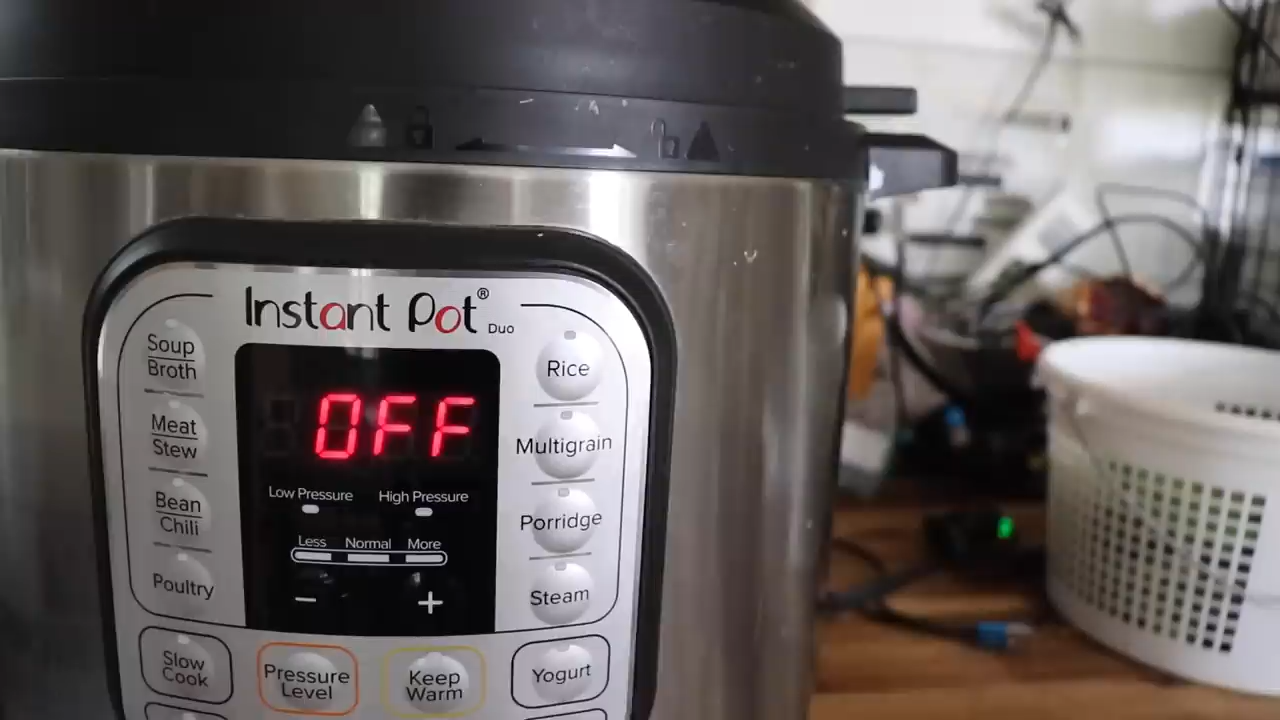 Instant Pot®
Duo
Soup
Broth
Meat
Stew
Bean
Chili
Poultry
OFF
Low Pressure High Pressure
Less Normal More
− +
Rice
Multigrain
Porridge
Steam
Slow
Cook
Pressure
Level
Keep
Warm
Yogurt